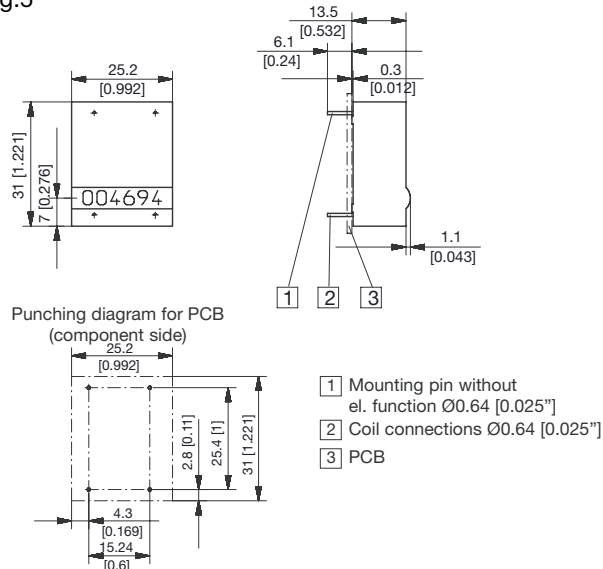 g.5
13.5
[0.532]
6.1
[0.24]
0.3
[0.012]
25.2
[0.992]
31 [1.221]
7 [0.276]
004694
1.1
[0.043]
1 2 3
Punching diagram for PCB
(component side)
25.2
[0.992]
2.8 [0.11]
25.4 [1]
31 [1.221]
4.3
[0.169]
15.24
[0.6]
1 Mounting pin without
el. function Ø0.64 [0.025”]
2 Coil connections Ø0.64 [0.025”]
3 PCB